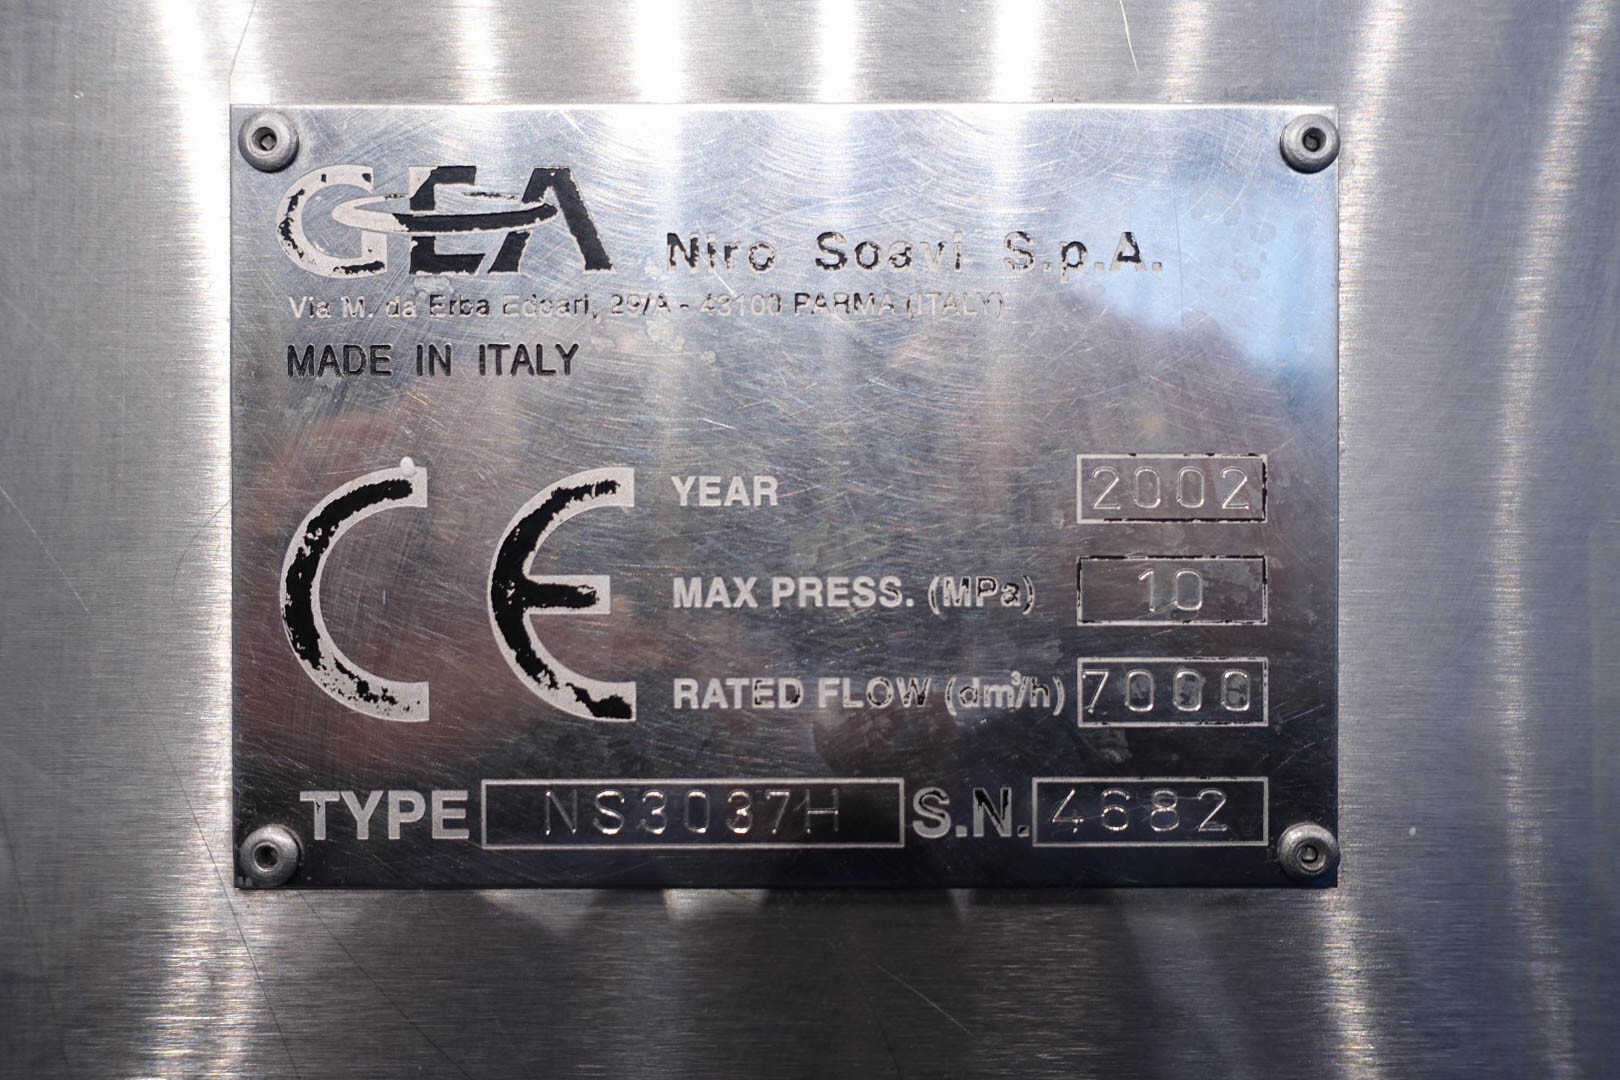 GEA Niro Soavi S.p.A.
Via M. da Erba Edoari, 29/A - 43100 PARMA (ITALY)
MADE IN ITALY
CE
YEAR 2002
MAX PRESS. (MPa) 10
RATED FLOW (dm³/h) 7000
TYPE NS3037H S.N. 4682